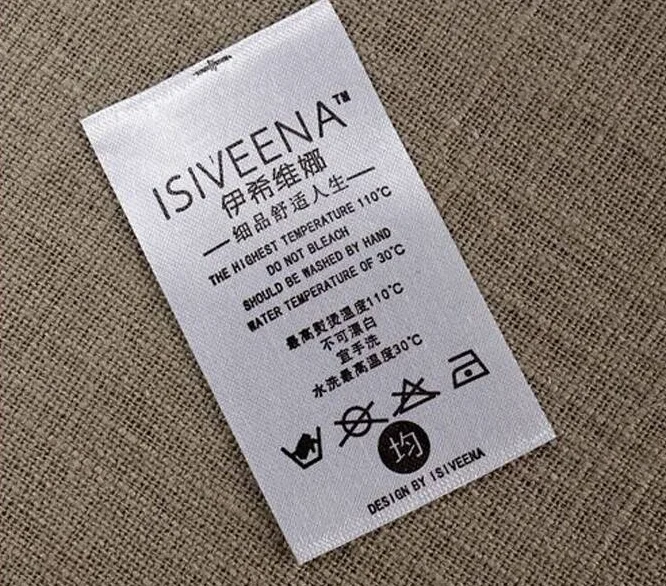 ISIVEENA™
伊希维娜
—细品舒适人生—
THE HIGHEST TEMPERATURE 110℃
DO NOT BLEACH
SHOULD BE WASHED BY HAND
WATER TEMPERATURE OF 30℃
最高熨烫温度110℃
不可漂白
宜手洗
水洗最高温度30℃
均
DESIGN BY ISIVEENA